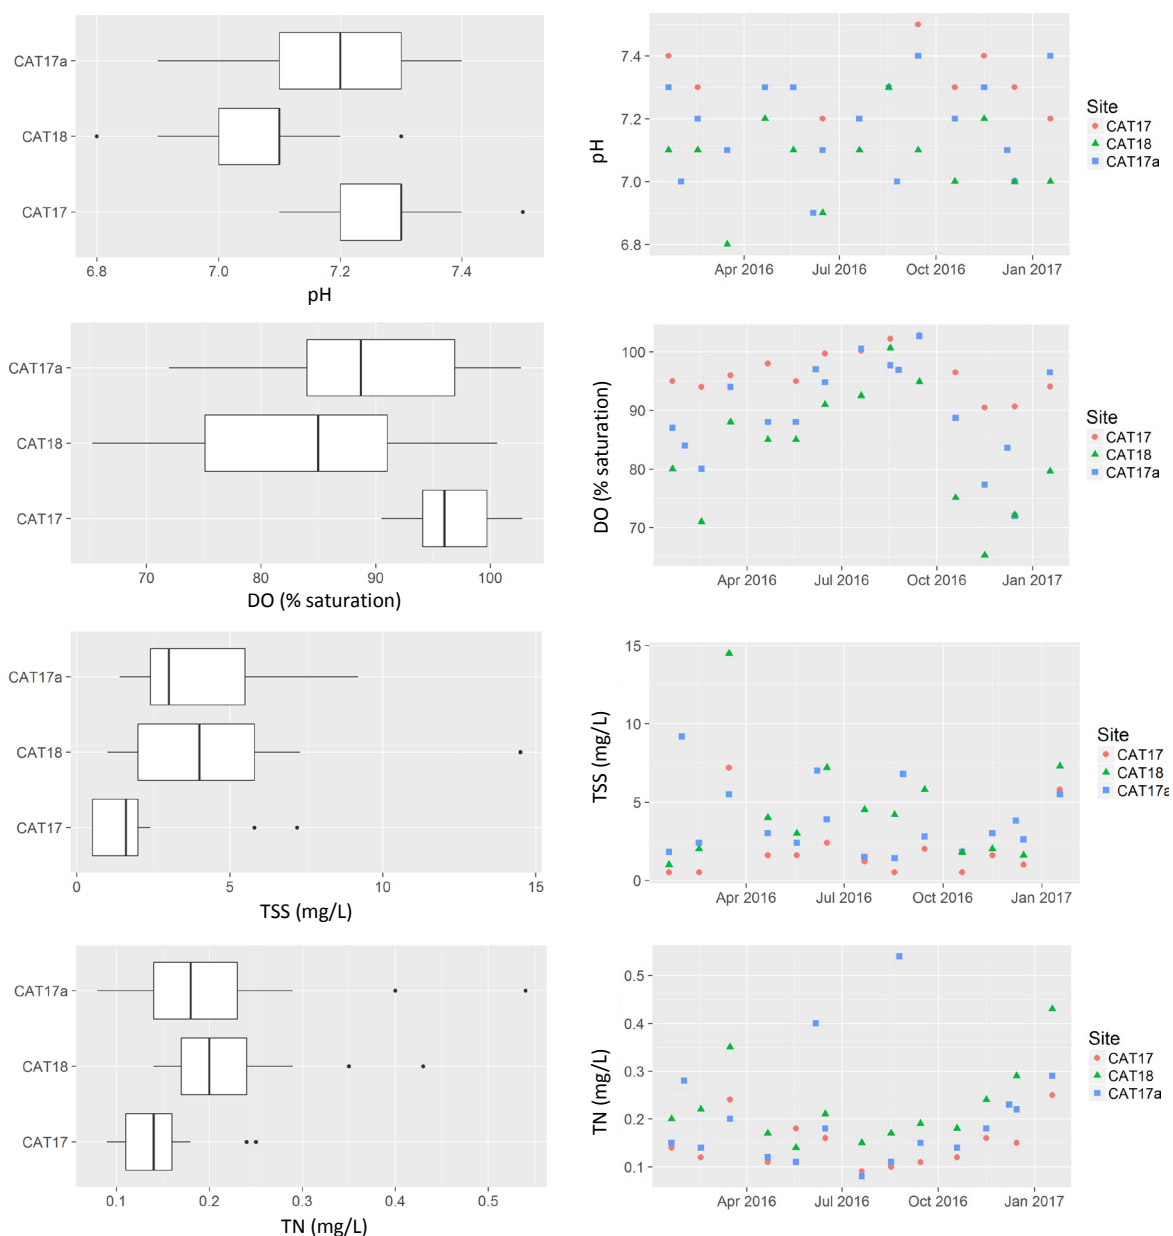 CAT17a
CAT18
CAT17
6.8 7.0 7.2 7.4
pH
7.4
7.2
7.0
6.8
pH
Apr 2016 Jul 2016 Oct 2016 Jan 2017
Site
CAT17
CAT18
CAT17a
CAT17a
CAT18
CAT17
70 80 90 100
DO (% saturation)
100
90
80
70
DO (% saturation)
Apr 2016 Jul 2016 Oct 2016 Jan 2017
Site
CAT17
CAT18
CAT17a
CAT17a
CAT18
CAT17
0 5 10 15
TSS (mg/L)
15
10
5
0
TSS (mg/L)
Apr 2016 Jul 2016 Oct 2016 Jan 2017
Site
CAT17
CAT18
CAT17a
CAT17a
CAT18
CAT17
0.1 0.2 0.3 0.4 0.5
TN (mg/L)
0.5
0.4
0.3
0.2
0.1
TN (mg/L)
Apr 2016 Jul 2016 Oct 2016 Jan 2017
Site
CAT17
CAT18
CAT17a